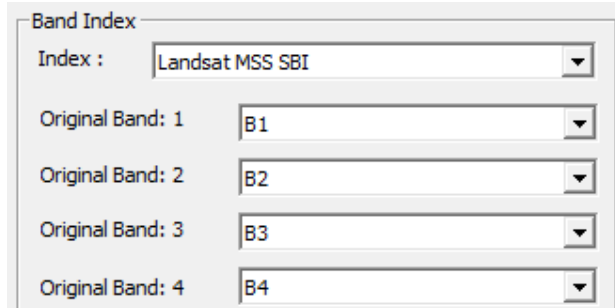 Band Index
Index : Landsat MSS SBI
Original Band: 1 B1
Original Band: 2 B2
Original Band: 3 B3
Original Band: 4 B4